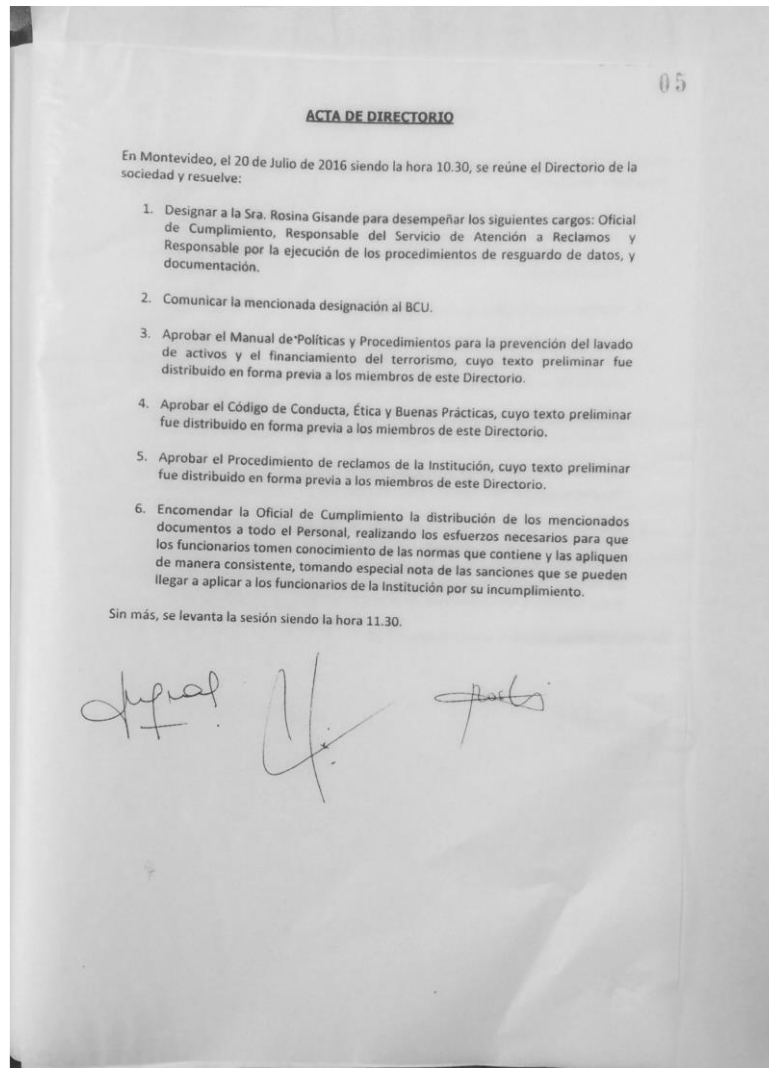 05
ACTA DE DIRECTORIO
En Montevideo, el 20 de Julio de 2016 siendo la hora 10.30, se reúne el Directorio de la
sociedad y resuelve:
1. Designar a la Sra. Rosina Gisande para desempeñar los siguientes cargos: Oficial
de Cumplimiento, Responsable del Servicio de Atención a Reclamos y
Responsable por la ejecución de los procedimientos de resguardo de datos, y
documentación.
2. Comunicar la mencionada designación al BCU.
3. Aprobar el Manual de Políticas y Procedimientos para la prevención del lavado
de activos y el financiamiento del terrorismo, cuyo texto preliminar fue
distribuido en forma previa a los miembros de este Directorio.
4. Aprobar el Código de Conducta, Ética y Buenas Prácticas, cuyo texto preliminar
fue distribuido en forma previa a los miembros de este Directorio.
5. Aprobar el Procedimiento de reclamos de la Institución, cuyo texto preliminar
fue distribuido en forma previa a los miembros de este Directorio.
6. Encomendar la Oficial de Cumplimiento la distribución de los mencionados
documentos a todo el Personal, realizando los esfuerzos necesarios para que
los funcionarios tomen conocimiento de las normas que contiene y las apliquen
de manera consistente, tomando especial nota de las sanciones que se pueden
llegar a aplicar a los funcionarios de la Institución por su incumplimiento.
Sin más, se levanta la sesión siendo la hora 11.30.